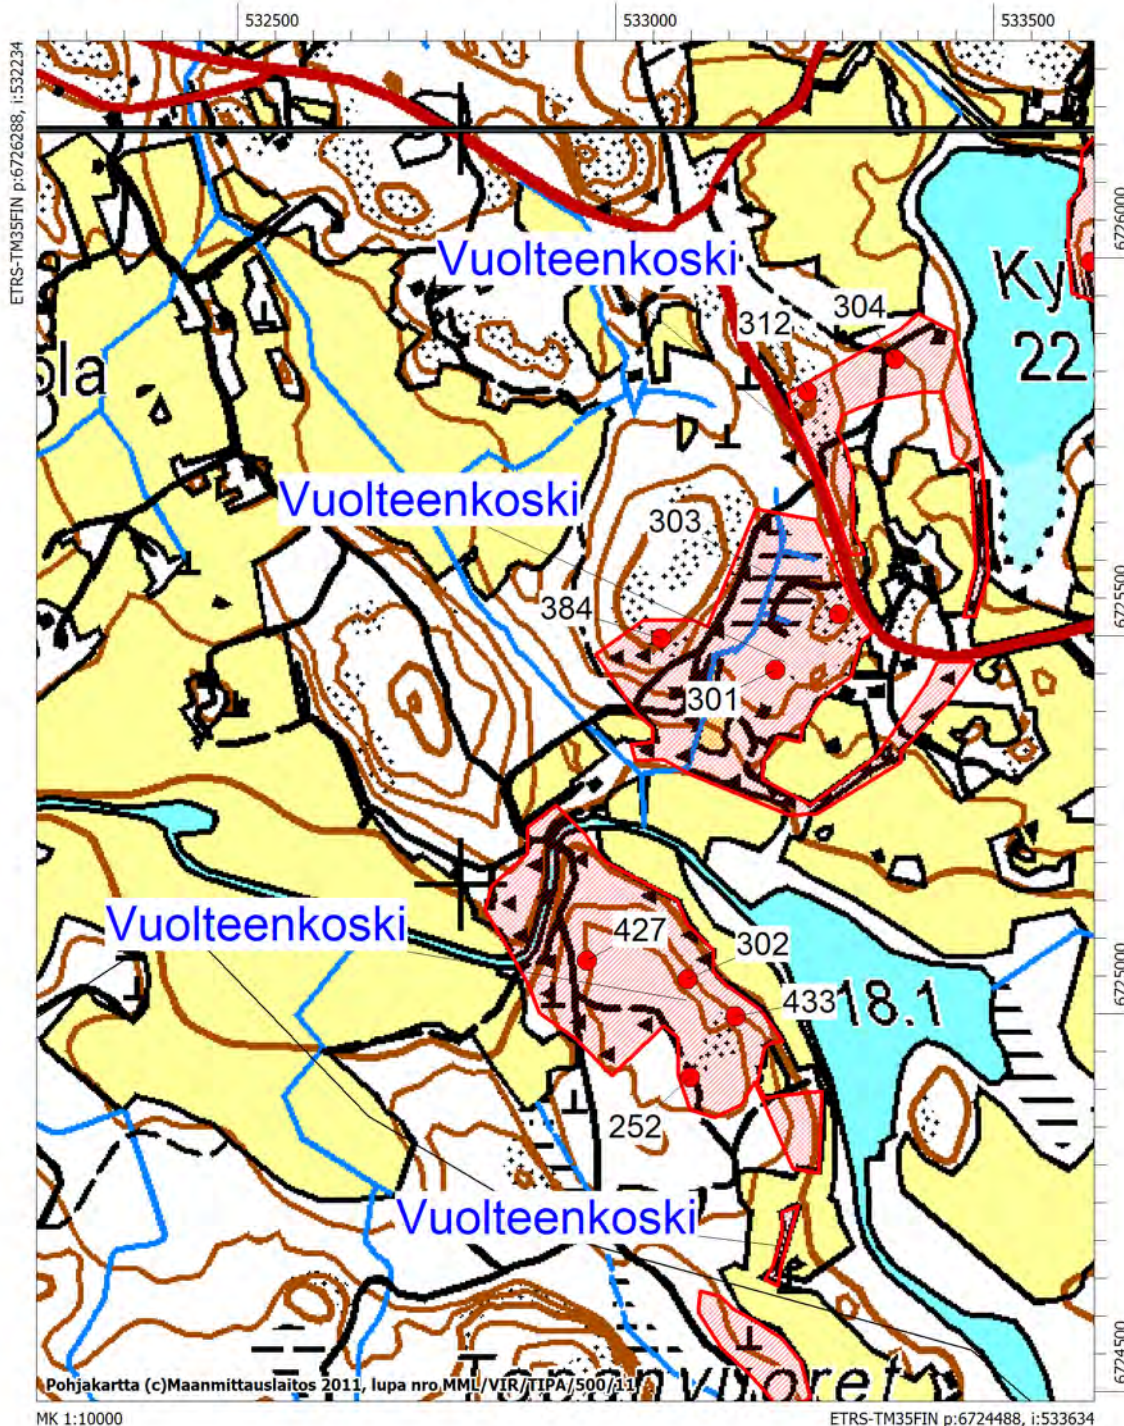 532500
533000
533500
ETRS-TM35FIN p:6726288, i:532234
6726000
Vuolteenkoski
Ky
304
312
22
Vuolteenkoski
303
6725500
384
301
Vuolteenkoski
427
302
6725000
433
18.1
252
Vuolteenkoski
6724500
Pohjakartta (c)Maanmittauslaitos 2011, lupa nro MML/VIR/TIPA/500/11
MK 1:10000
ETRS-TM35FIN p:6724488, i:533634